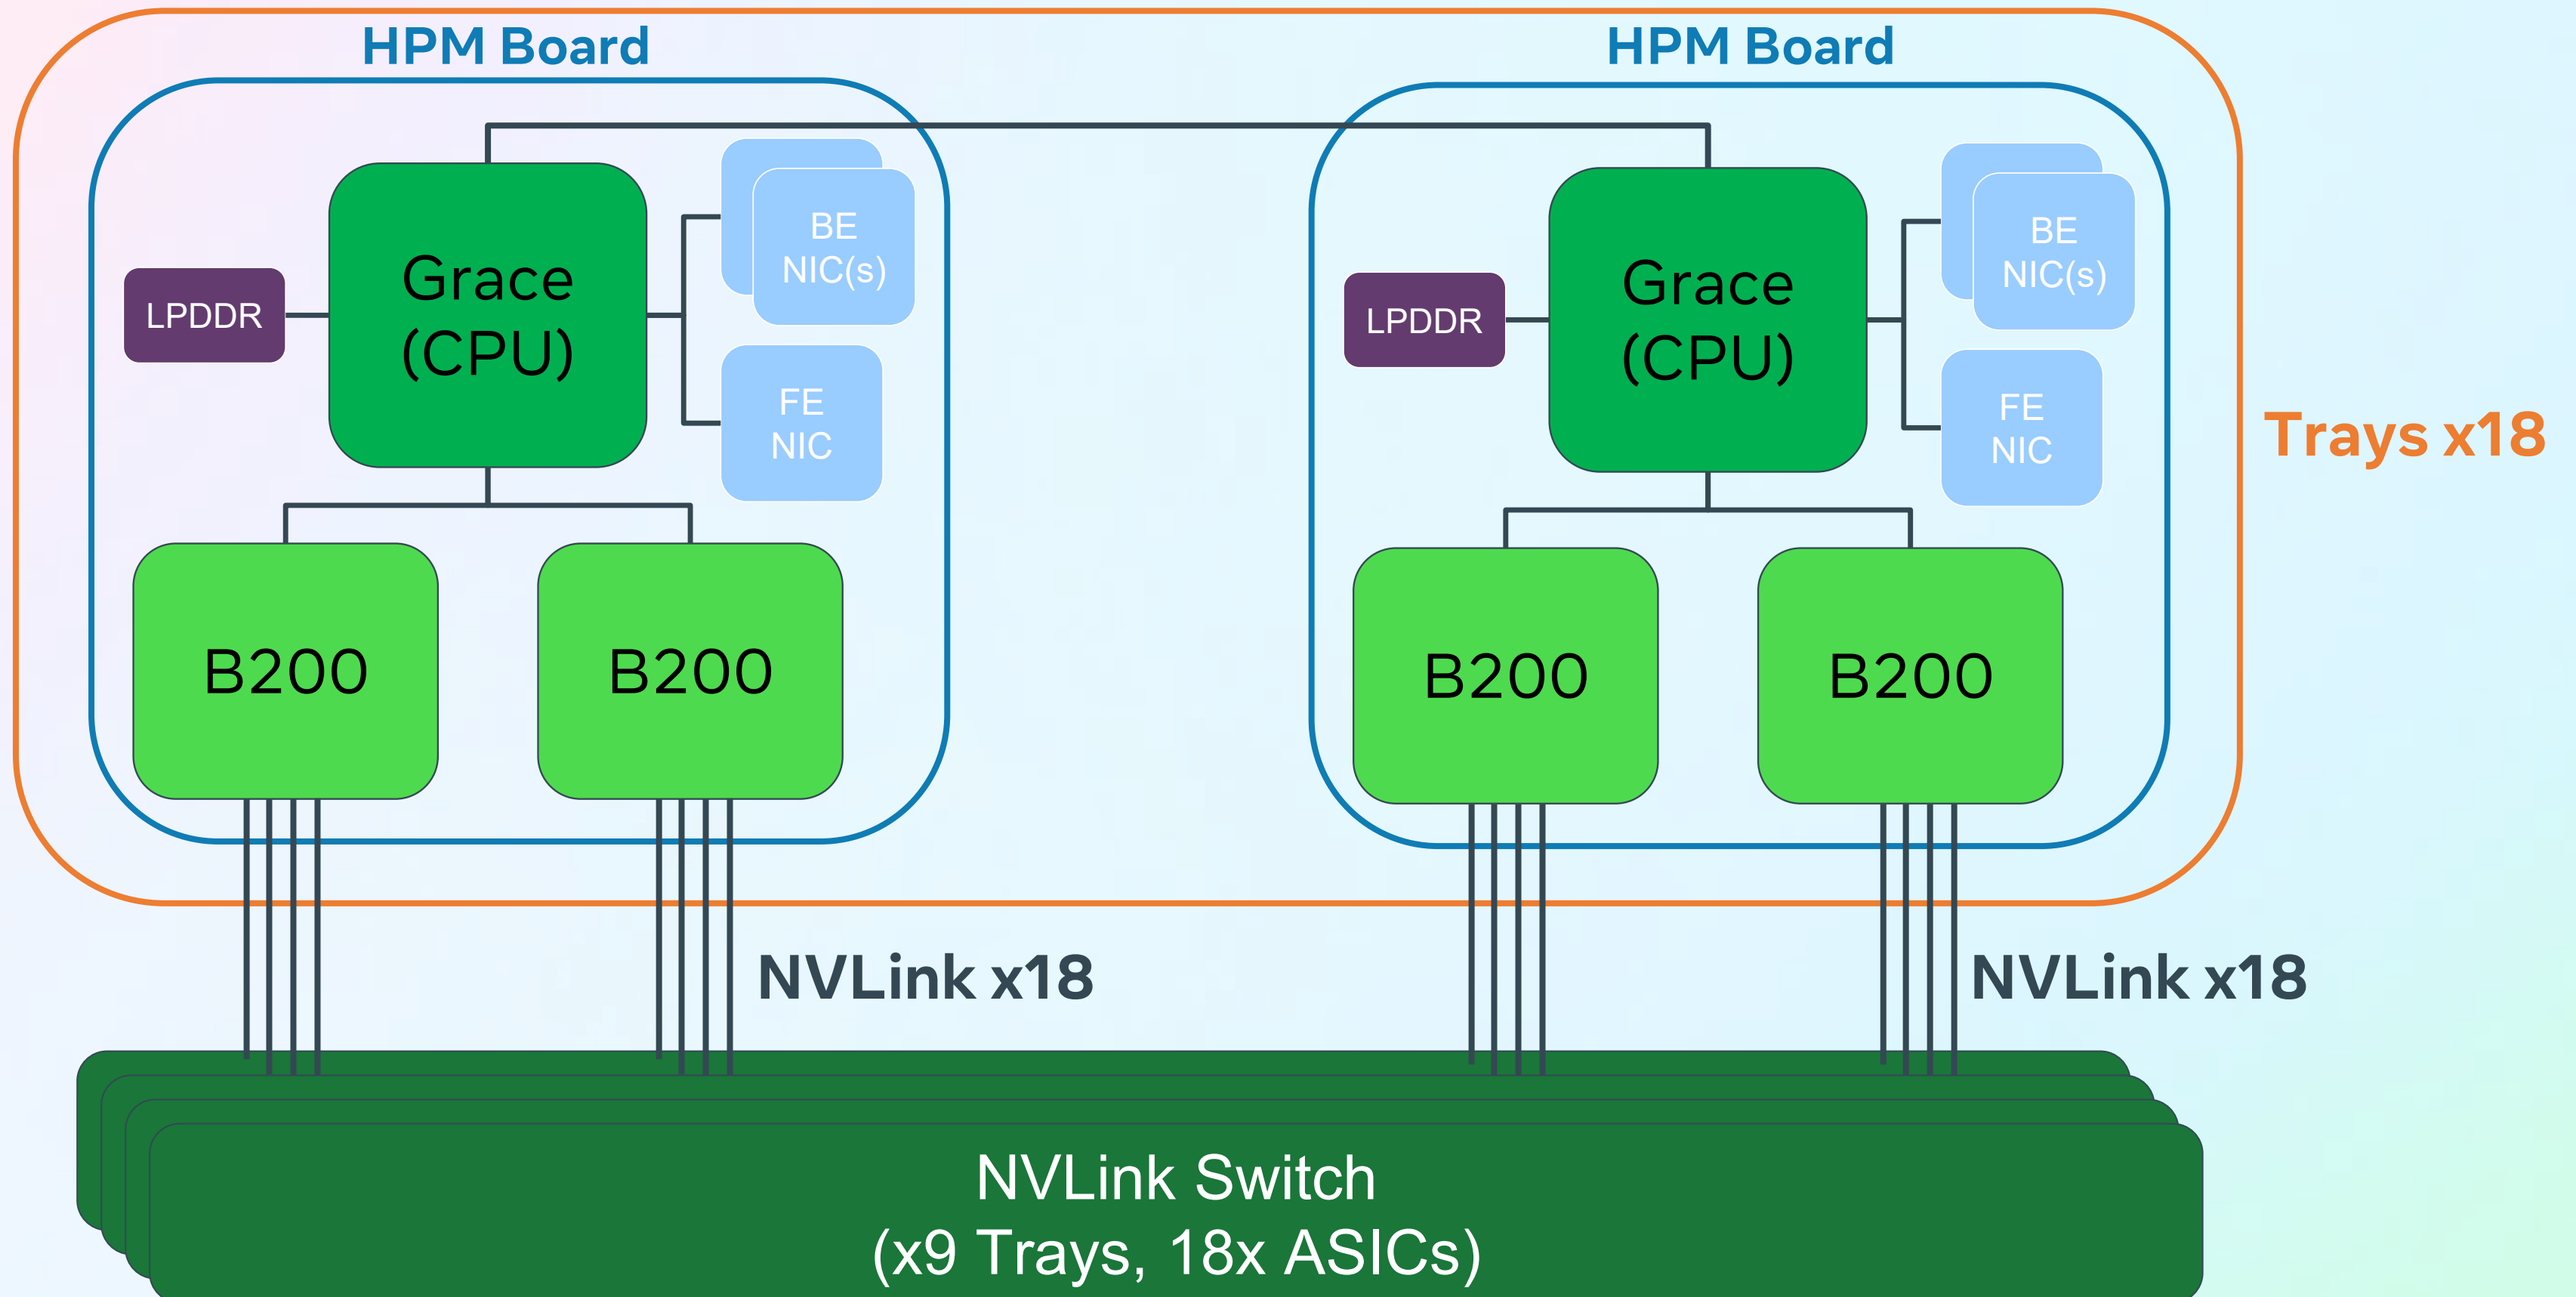 HPM Board
HPM Board
Grace
(CPU)
BE
NIC(s)
LPDDR
FE
NIC
B200
B200
Grace
(CPU)
BE
NIC(s)
LPDDR
FE
NIC
B200
B200
Trays x18
NVLink x18
NVLink x18
NVLink Switch
(x9 Trays, 18x ASICs)